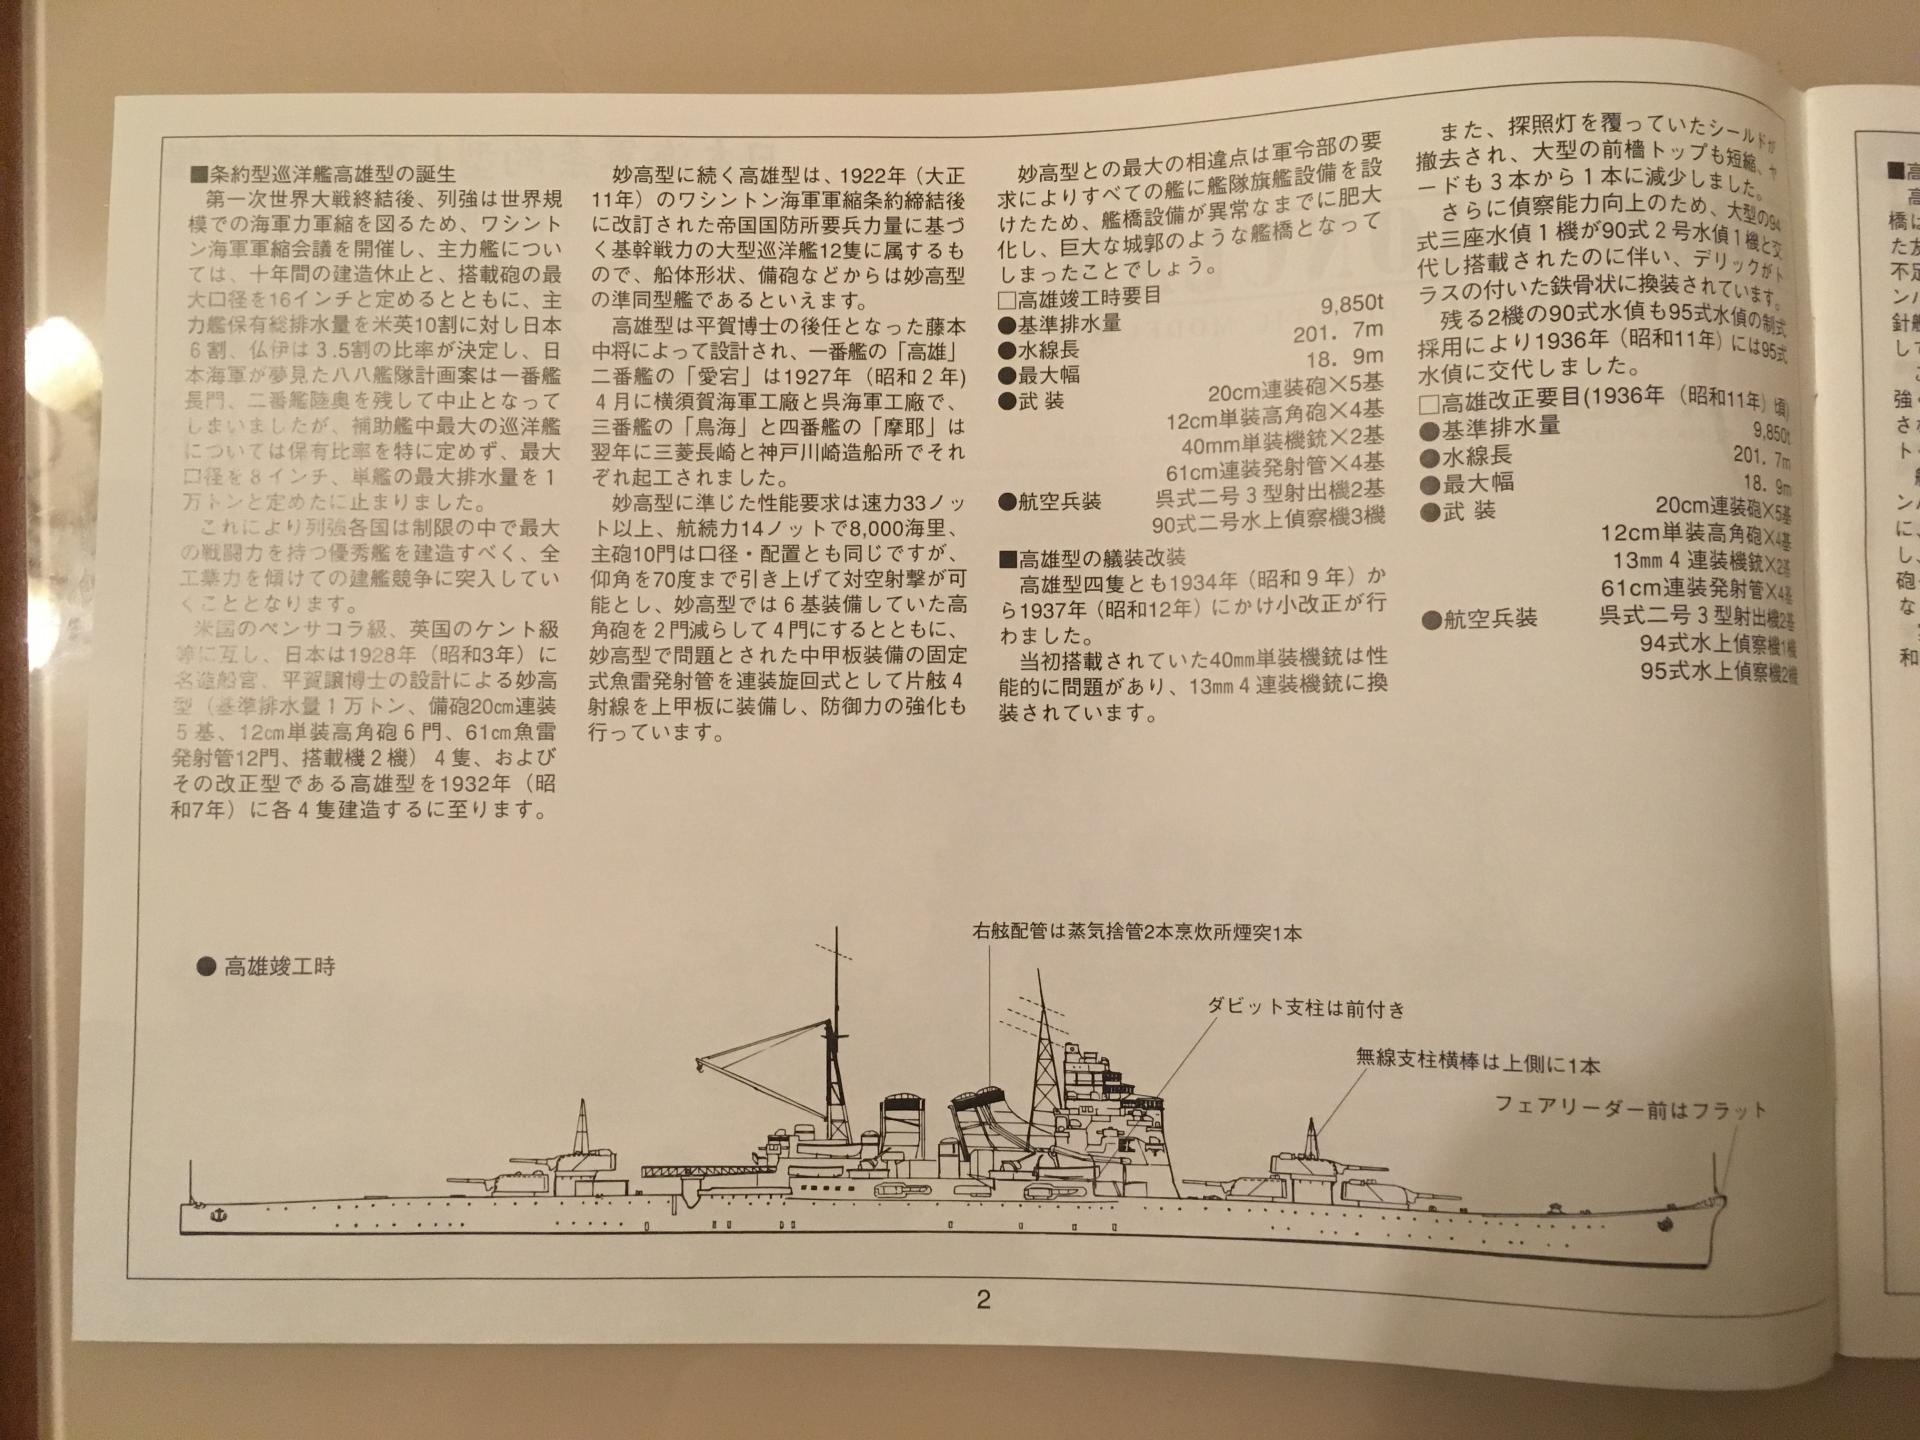 ■条約型巡洋艦高雄型の誕生
第一次世界大戦終結後、列強は世界規
模での海軍力軍縮を図るため、ワシント
ン海軍軍縮会議を開催し、主力艦につい
ては、十年間の建造休止と、搭載砲の最
大口径を16インチと定めるとともに、主
力艦保有総排水量を米英10割に対し日本
6割、仏伊は3.5割の比率が決定し、日
本海軍が夢見た八八艦隊計画案は一番艦
長門、二番艦陸奥を残して中止となって
しまいましたが、補助艦中最大の巡洋艦
については保有比率を特に定めず、最大
口径を8インチ、単艦の最大排水量を1
万トンと定めたに止まりました。
これにより列強各国は制限の中で最大
の戦闘力を持つ優秀艦を建造すべく、全
工業力を傾けての建艦競争に突入してい
くこととなります。
米国のペンサコラ級、英国のケント級
等に互し、日本は1928年（昭和3年）に
名造船官、平賀譲博士の設計による妙高
型（基準排水量1万トン、備砲20㎝連装
5基、12㎝単装高角砲6門、61㎝魚雷
発射管12門、搭載機2機）4隻、および
その改正型である高雄型を1932年（昭
和7年）に各4隻建造するに至ります。
妙高型に続く高雄型は、1922年（大正
11年）のワシントン海軍軍縮条約締結後
に改訂された帝国国防所要兵力量に基づ
く基幹戦力の大型巡洋艦12隻に属するも
ので、船体形状、備砲などからは妙高型
の準同型艦であるといえます。
高雄型は平賀博士の後任となった藤本
中将によって設計され、一番艦の「高雄」
二番艦の「愛宕」は1927年（昭和2年)
4月に横須賀海軍工廠と呉海軍工廠で、
三番艦の「鳥海」と四番艦の「摩耶」は
翌年に三菱長崎と神戸川崎造船所でそれ
ぞれ起工されました。
妙高型に準じた性能要求は速力33ノッ
ト以上、航続力14ノットで8,000海里、
主砲10門は口径・配置とも同じですが、
仰角を70度まで引き上げて対空射撃が可
能とし、妙高型では6基装備していた高
角砲を2門減らして4門にするとともに、
妙高型で問題とされた中甲板装備の固定
式魚雷発射管を連装旋回式として片舷4
射線を上甲板に装備し、防御力の強化も
行っています。
妙高型との最大の相違点は軍令部の要
求によりすべての艦に艦隊旗艦設備を設
けたため、艦橋設備が異常なまでに肥大
化し、巨大な城郭のような艦橋となって
しまったことでしょう。
□高雄竣工時要目
●基準排水量 9,850t
●水線長 201.7m
●最大幅 18.9m
●武装 20cm連装砲×5基
12cm単装高角砲×4基
40mm単装機銃×2基
61cm連装発射管×4基
●航空兵装 呉式二号3型射出機2基
90式二号水上偵察機3機
■高雄型の艤装改装
高雄型四隻とも1934年（昭和9年）か
ら1937年（昭和12年）にかけ小改正が行
われました。
当初搭載されていた40㎜単装機銃は性
能的に問題があり、13㎜4連装機銃に換
装されています。
また、探照灯を覆っていたシールドが
撤去され、大型の前檣トップも短縮、ヤ
ードも3本から1本に減少しました。
さらに偵察能力向上のため、大型の94
式三座水偵1機が90式2号水偵1機と交
代し搭載されたのに伴い、デリックがト
ラスの付いた鉄骨状に換装されています。
残る2機の90式水偵も95式水偵の制式
採用により1936年（昭和11年）には95式
水偵に交代しました。
□高雄改正要目(1936年（昭和11年）頃)
●基準排水量 9,850t
●水線長 201.7m
●最大幅 18.9m
●武装 20cm連装砲×5基
12cm単装高角砲×4基
13mm4連装機銃×2基
61cm連装発射管×4基
●航空兵装 呉式二号3型射出機2基
94式水上偵察機1機
95式水上偵察機2機
●高雄竣工時
右舷配管は蒸気捨管2本烹炊所煙突1本
ダビット支柱は前付き
無線支柱横棒は上側に1本
フェアリーダー前はフラット
2